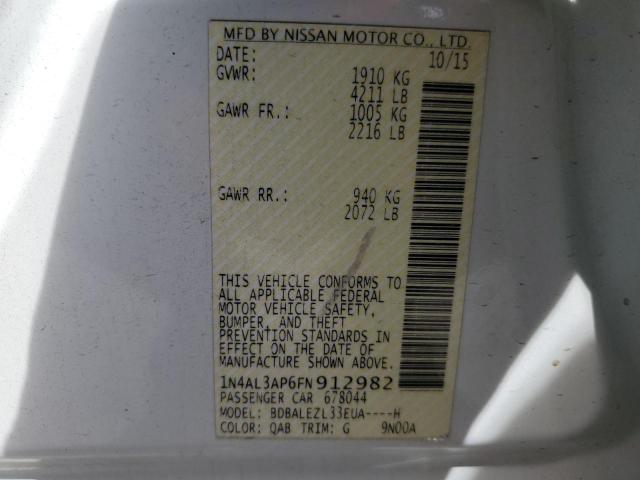 MFD BY NISSAN MOTOR CO., LTD.
DATE: 10/15
GVWR: 1910 KG
4211 LB
GAWR FR.: 1005 KG
2216 LB
GAWR RR.: 940 KG
2072 LB
THIS VEHICLE CONFORMS TO
ALL APPLICABLE FEDERAL
MOTOR VEHICLE SAFETY,
BUMPER, AND THEFT
PREVENTION STANDARDS IN
EFFECT ON THE DATE OF
MANUFACTURE SHOWN ABOVE.
1N4AL3AP6FN912982
PASSENGER CAR 678044
MODEL: BDBALEZL33EUA----H
COLOR: QAB TRIM: G 9N00A